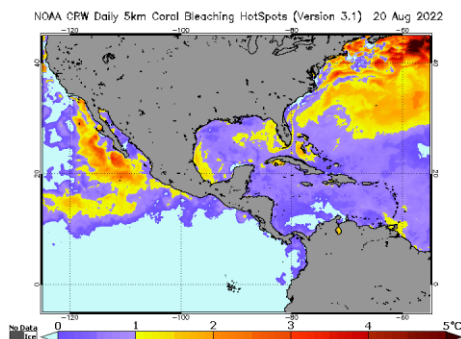 NOAA CRW Daily 5km Coral Bleaching HotSpots (Version 3.1) 20 Aug 2022
-120 -100 -80 -60
40
20 20
0 0
-120 -100 -80 -60
No Data
Ice
0 1 2 3 4 5°C